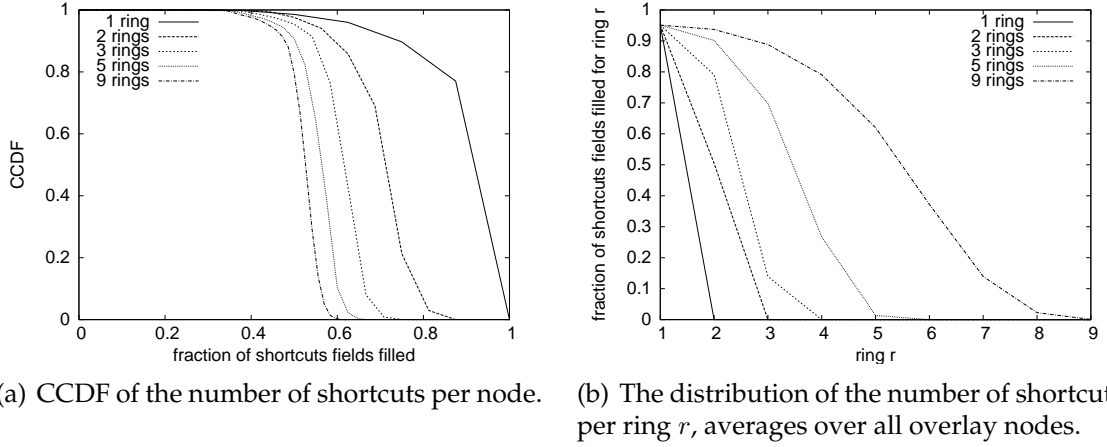 1
0.8
0.6
0.4
0.2
0
CCDF
1 ring
2 rings
3 rings
5 rings
9 rings
0 0.2 0.4 0.6 0.8 1
fraction of shortcuts fields filled
(a) CCDF of the number of shortcuts per node.
1
0.9
0.8
0.7
0.6
0.5
0.4
0.3
0.2
0.1
0
fraction of shortcuts fields filled for ring r
1 ring
2 rings
3 rings
5 rings
9 rings
1 2 3 4 5 6 7 8 9
ring r
(b) The distribution of the number of shortcut
per ring r, averages over all overlay nodes.